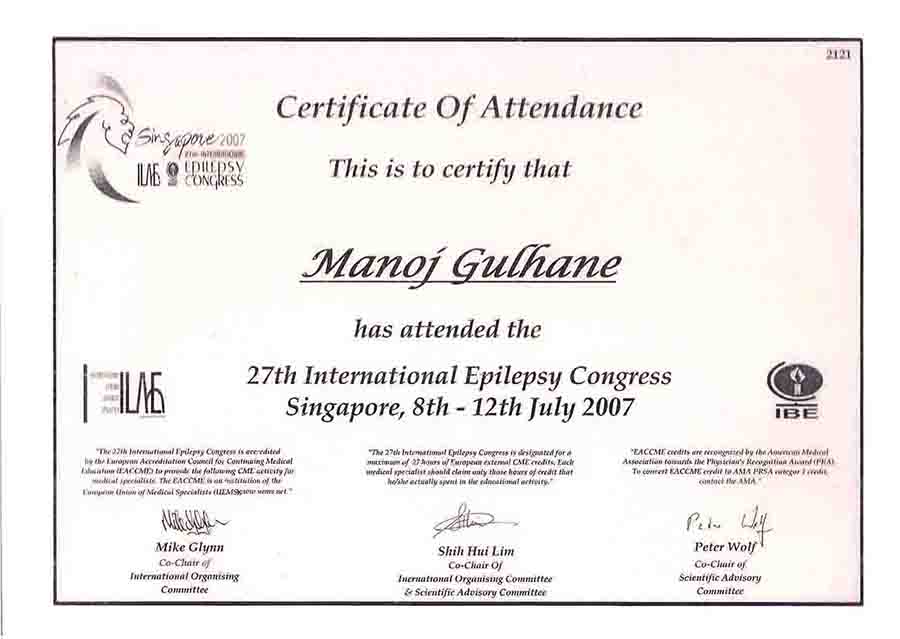 2121
Certificate Of Attendance
Singapore 2007
27TH INTERNATIONAL
ILAE EPILEPSY
CONGRESS
This is to certify that
Manoj Gulhane
has attended the
27th International Epilepsy Congress
Singapore, 8th - 12th July 2007
ILAE
IBE
"The 27th International Epilepsy Congress is accredited
by the European Accreditation Council for Continuing Medical
Education (EACCME) to provide the following CME activity for
medical specialists. The EACCME is an institution of the
European Union of Medical Specialists (UEMS)www uems net "
"The 27th International Epilepsy Congress is designated for a
maximum of 27 hours of European external CME credits. Each
medical specialist should claim only those hours of credit that
he/she actually spent in the educational activity."
"EACCME credits are recognized by the American Medical
Association towards the Physician's Recognition Award (PRA)
To convert EACCME credit to AMA PRSA categor 1 credit,
contact the AMA."
Peter Wolf
Mike Glynn
Co-Chair of
International Organising
Committee
Shih Hui Lim
Co-Chair Of
Inernational Organising Committee
& Scientific Advisory Committee
Peter Wolf
Co-Chair of
Scientific Advisory
Committee